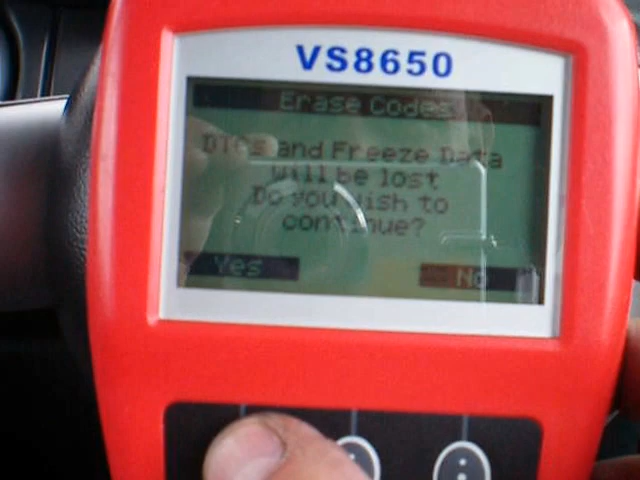 VS8650
Erase Codes
DTCs and Freeze Data
will be lost
Do you wish to
continue?
Yes No